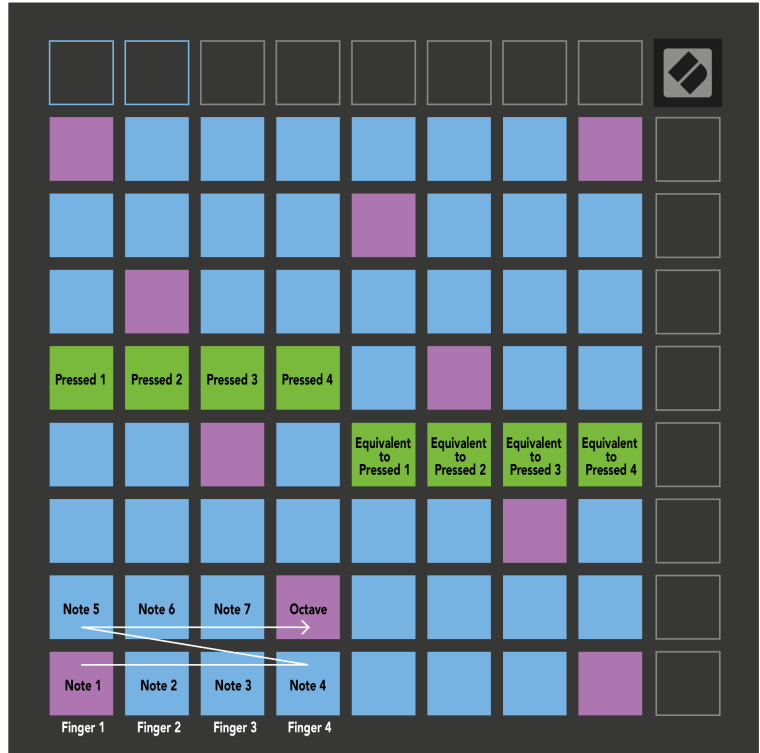 Pressed 1
Pressed 2
Pressed 3
Pressed 4
Equivalent
to
Pressed 1
Equivalent
to
Pressed 2
Equivalent
to
Pressed 3
Equivalent
to
Pressed 4
Note 5
Note 6
Note 7
Octave
Note 1
Note 2
Note 3
Note 4
Finger 1
Finger 2
Finger 3
Finger 4